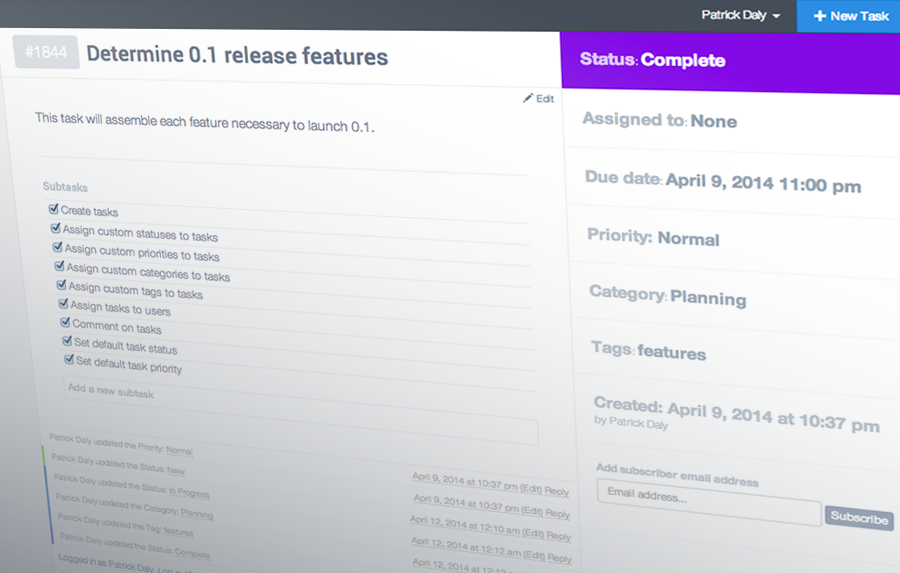 Patrick Daly
New Task
#1844
Determine 0.1 release features
Edit
This task will assemble each feature necessary to launch 0.1.
Subtasks
Create tasks
Assign custom statuses to tasks
Assign custom priorities to tasks
Assign custom categories to tasks
Assign custom tags to tasks
Assign tasks to users
Comment on tasks
Set default task status
Set default task priority
Add a new subtask
Patrick Daly updated the Priority: Normal
April 9, 2014 at 10:37 pm (Edit) Reply
Patrick Daly updated the Status: New
April 9, 2014 at 10:37 pm (Edit) Reply
Patrick Daly updated the Status: In Progress
April 12, 2014 at 12:10 am (Edit) Reply
Patrick Daly updated the Category: Planning
April 12, 2014 at 12:12 am (Edit) Reply
Patrick Daly updated the Tag: features
April 12, 2014 at 12:12 am (Edit) Reply
Patrick Daly updated the Status: Complete
Logged in as Patrick Daly.
Status: Complete
Assigned to: None
Due date: April 9, 2014 11:00 pm
Priority: Normal
Category: Planning
Tags: features
Created: April 9, 2014 at 10:37 pm
by Patrick Daly
Add subscriber email address
Email address...
Subscribe